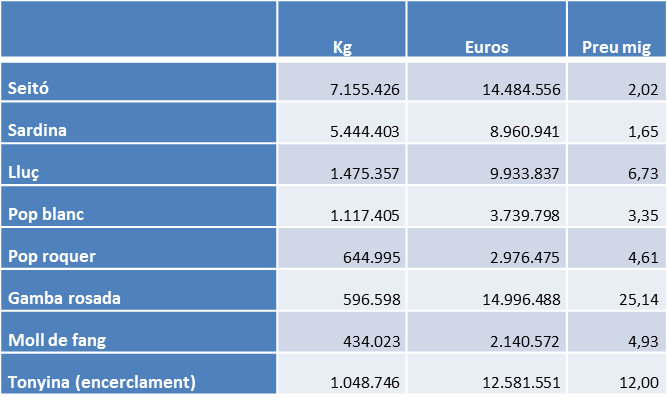 Kg Euros Preu mig
Seitó 7.155.426 14.484.556 2,02
Sardina 5.444.403 8.960.941 1,65
Lluç 1.475.357 9.933.837 6,73
Pop blanc 1.117.405 3.739.798 3,35
Pop roquer 644.995 2.976.475 4,61
Gamba rosada 596.598 14.996.488 25,14
Moll de fang 434.023 2.140.572 4,93
Tonyina (encerclament) 1.048.746 12.581.551 12,00